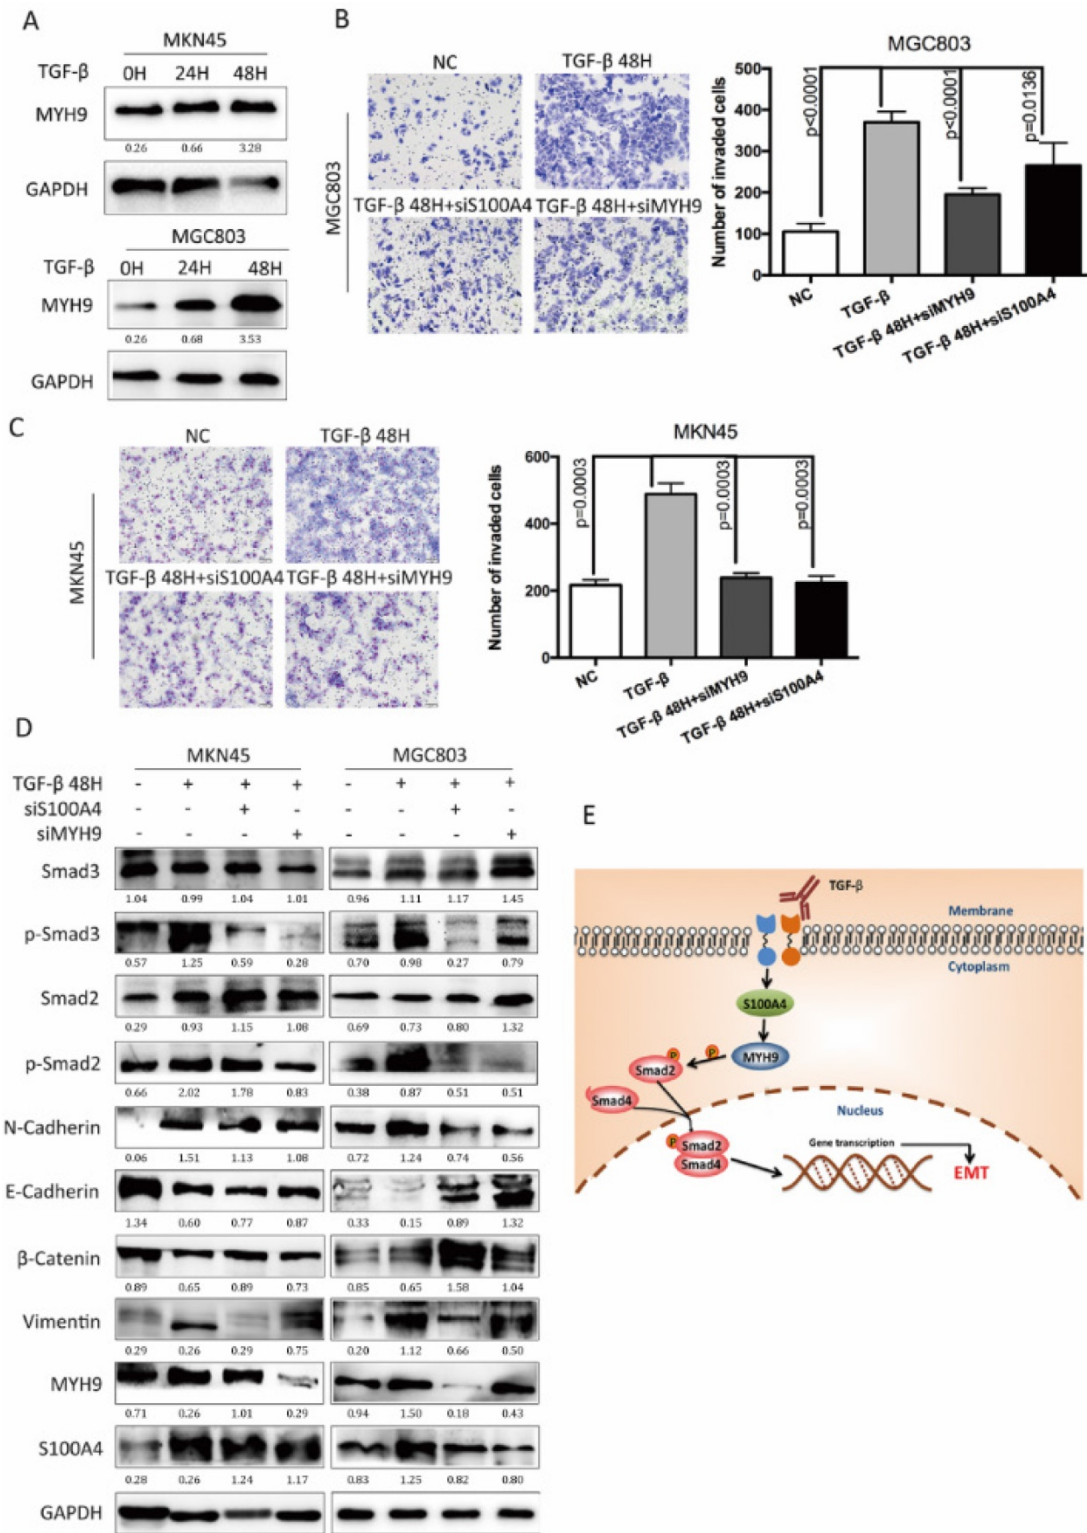 A
MKN45
TGF-β 0H 24H 48H
MYH9
0.26 0.66 3.28
GAPDH
MGC803
TGF-β 0H 24H 48H
MYH9
0.26 0.68 3.53
GAPDH
B
NC TGF-β 48H
TGF-β 48H+siS100A4 TGF-β 48H+siMYH9
MGC803
MGC803
Number of invaded cells
500
400
300
200
100
0
p<0.0001
p<0.0001
p=0.0136
NC
TGF-β
TGF-β 48H+siMYH9
TGF-β 48H+siS100A4
C
NC TGF-β 48H
TGF-β 48H+siS100A4 TGF-β 48H+siMYH9
MKN45
MKN45
Number of invaded cells
600
400
200
0
p=0.0003
p=0.0003
p=0.0003
NC
TGF-β
TGF-β 48H+siMYH9
TGF-β 48H+siS100A4
D
MKN45 MGC803
TGF-β 48H - + + + - + + +
siS100A4 - - + - - - + -
siMYH9 - - - + - - - +
Smad3
1.04 0.99 1.04 1.01 0.96 1.11 1.17 1.45
p-Smad3
0.57 1.25 0.59 0.28 0.70 0.98 0.27 0.79
Smad2
0.29 0.93 1.15 1.08 0.69 0.73 0.80 1.32
p-Smad2
0.66 2.02 1.78 0.83 0.38 0.87 0.51 0.51
N-Cadherin
0.06 1.51 1.13 1.08 0.72 1.24 0.74 0.56
E-Cadherin
1.34 0.60 0.77 0.87 0.33 0.15 0.89 1.32
β-Catenin
0.89 0.65 0.89 0.73 0.85 0.65 1.58 1.04
Vimentin
0.29 0.26 0.29 0.75 0.20 1.12 0.66 0.50
MYH9
0.71 0.26 1.01 0.29 0.94 1.50 0.18 0.43
S100A4
0.28 0.26 1.24 1.17 0.83 1.25 0.82 0.80
GAPDH
E
TGF-β
Membrane
Cytoplasm
S100A4
MYH9
P
P
Smad2
Smad4
Nucleus
P
Smad2
Smad4
Gene transcription
EMT